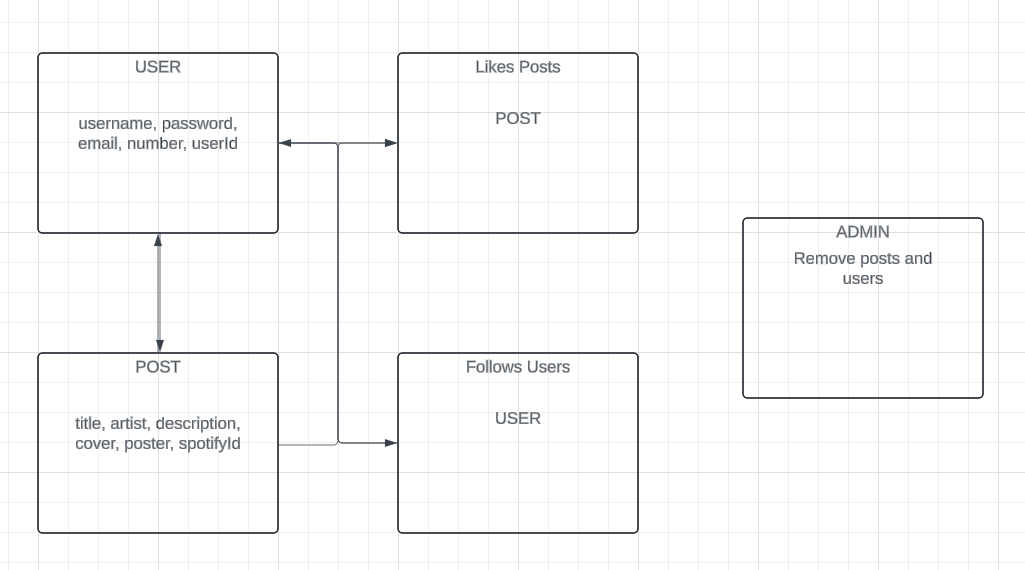 USER
username, password,
email, number, userId
Likes Posts
POST
POST
title, artist, description,
cover, poster, spotifyId
Follows Users
USER
ADMIN
Remove posts and
users